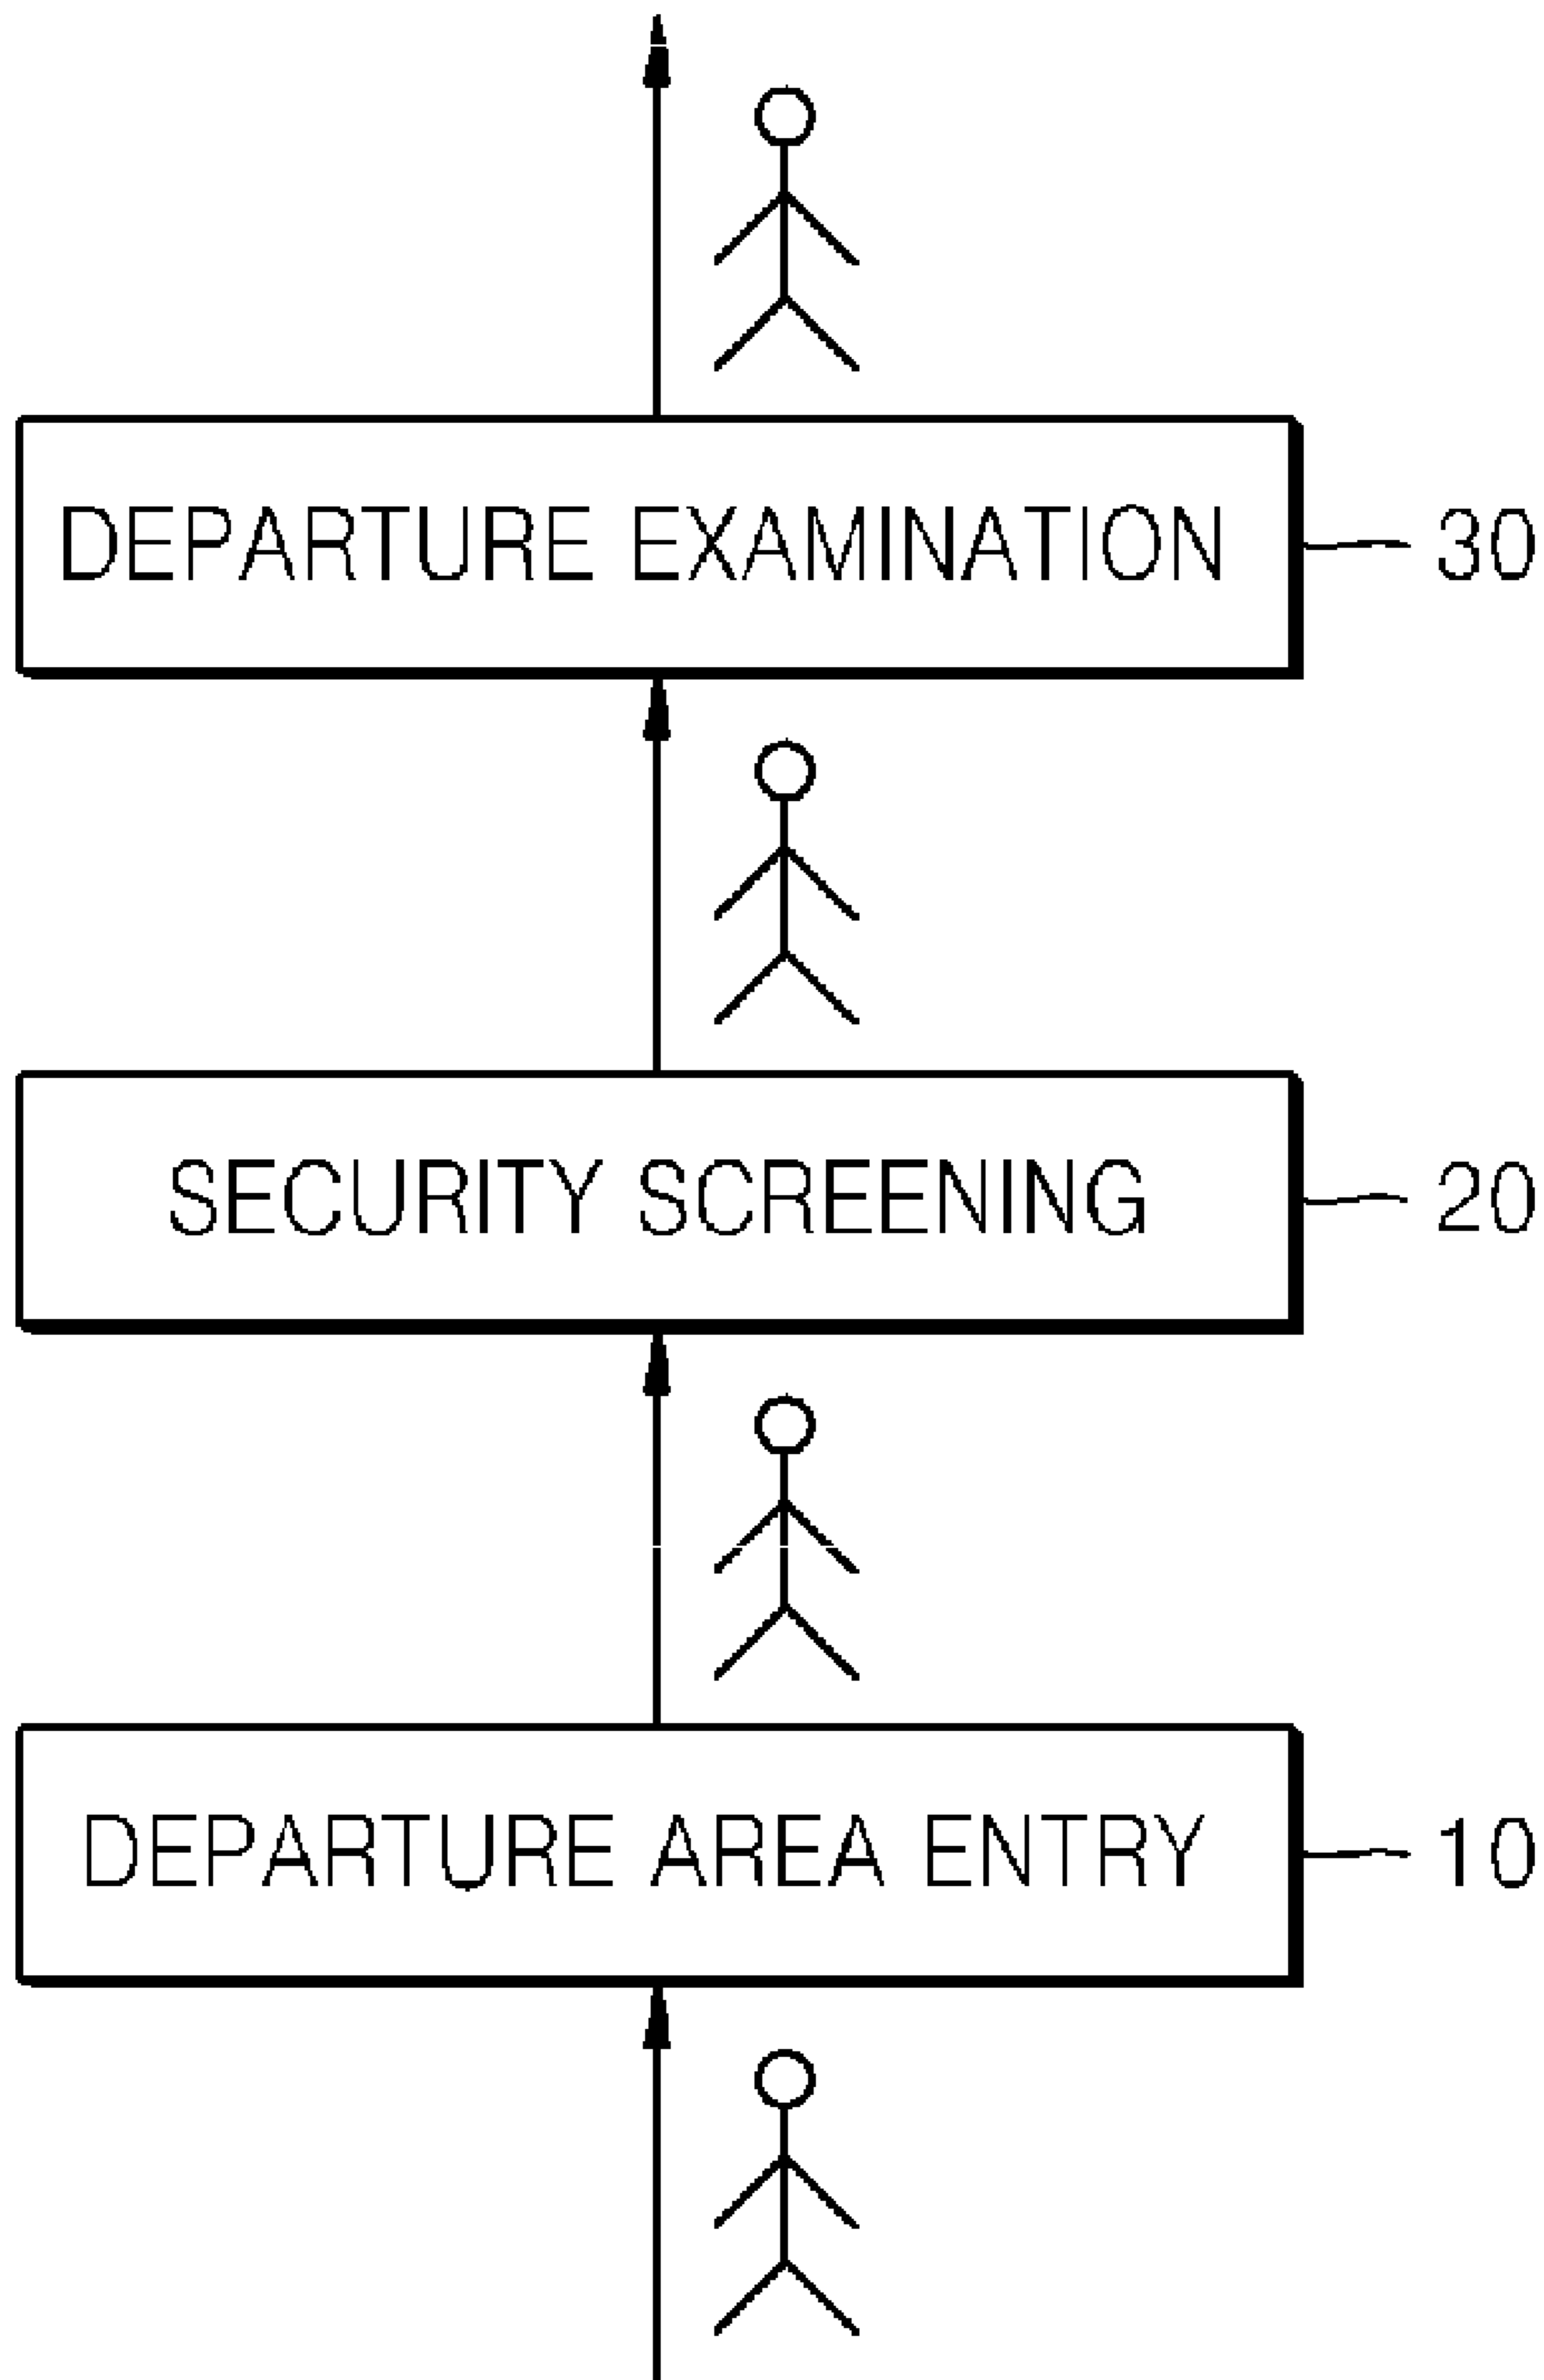 DEPARTURE EXAMINATION 30
SECURITY SCREENING 20
DEPARTURE AREA ENTRY 10